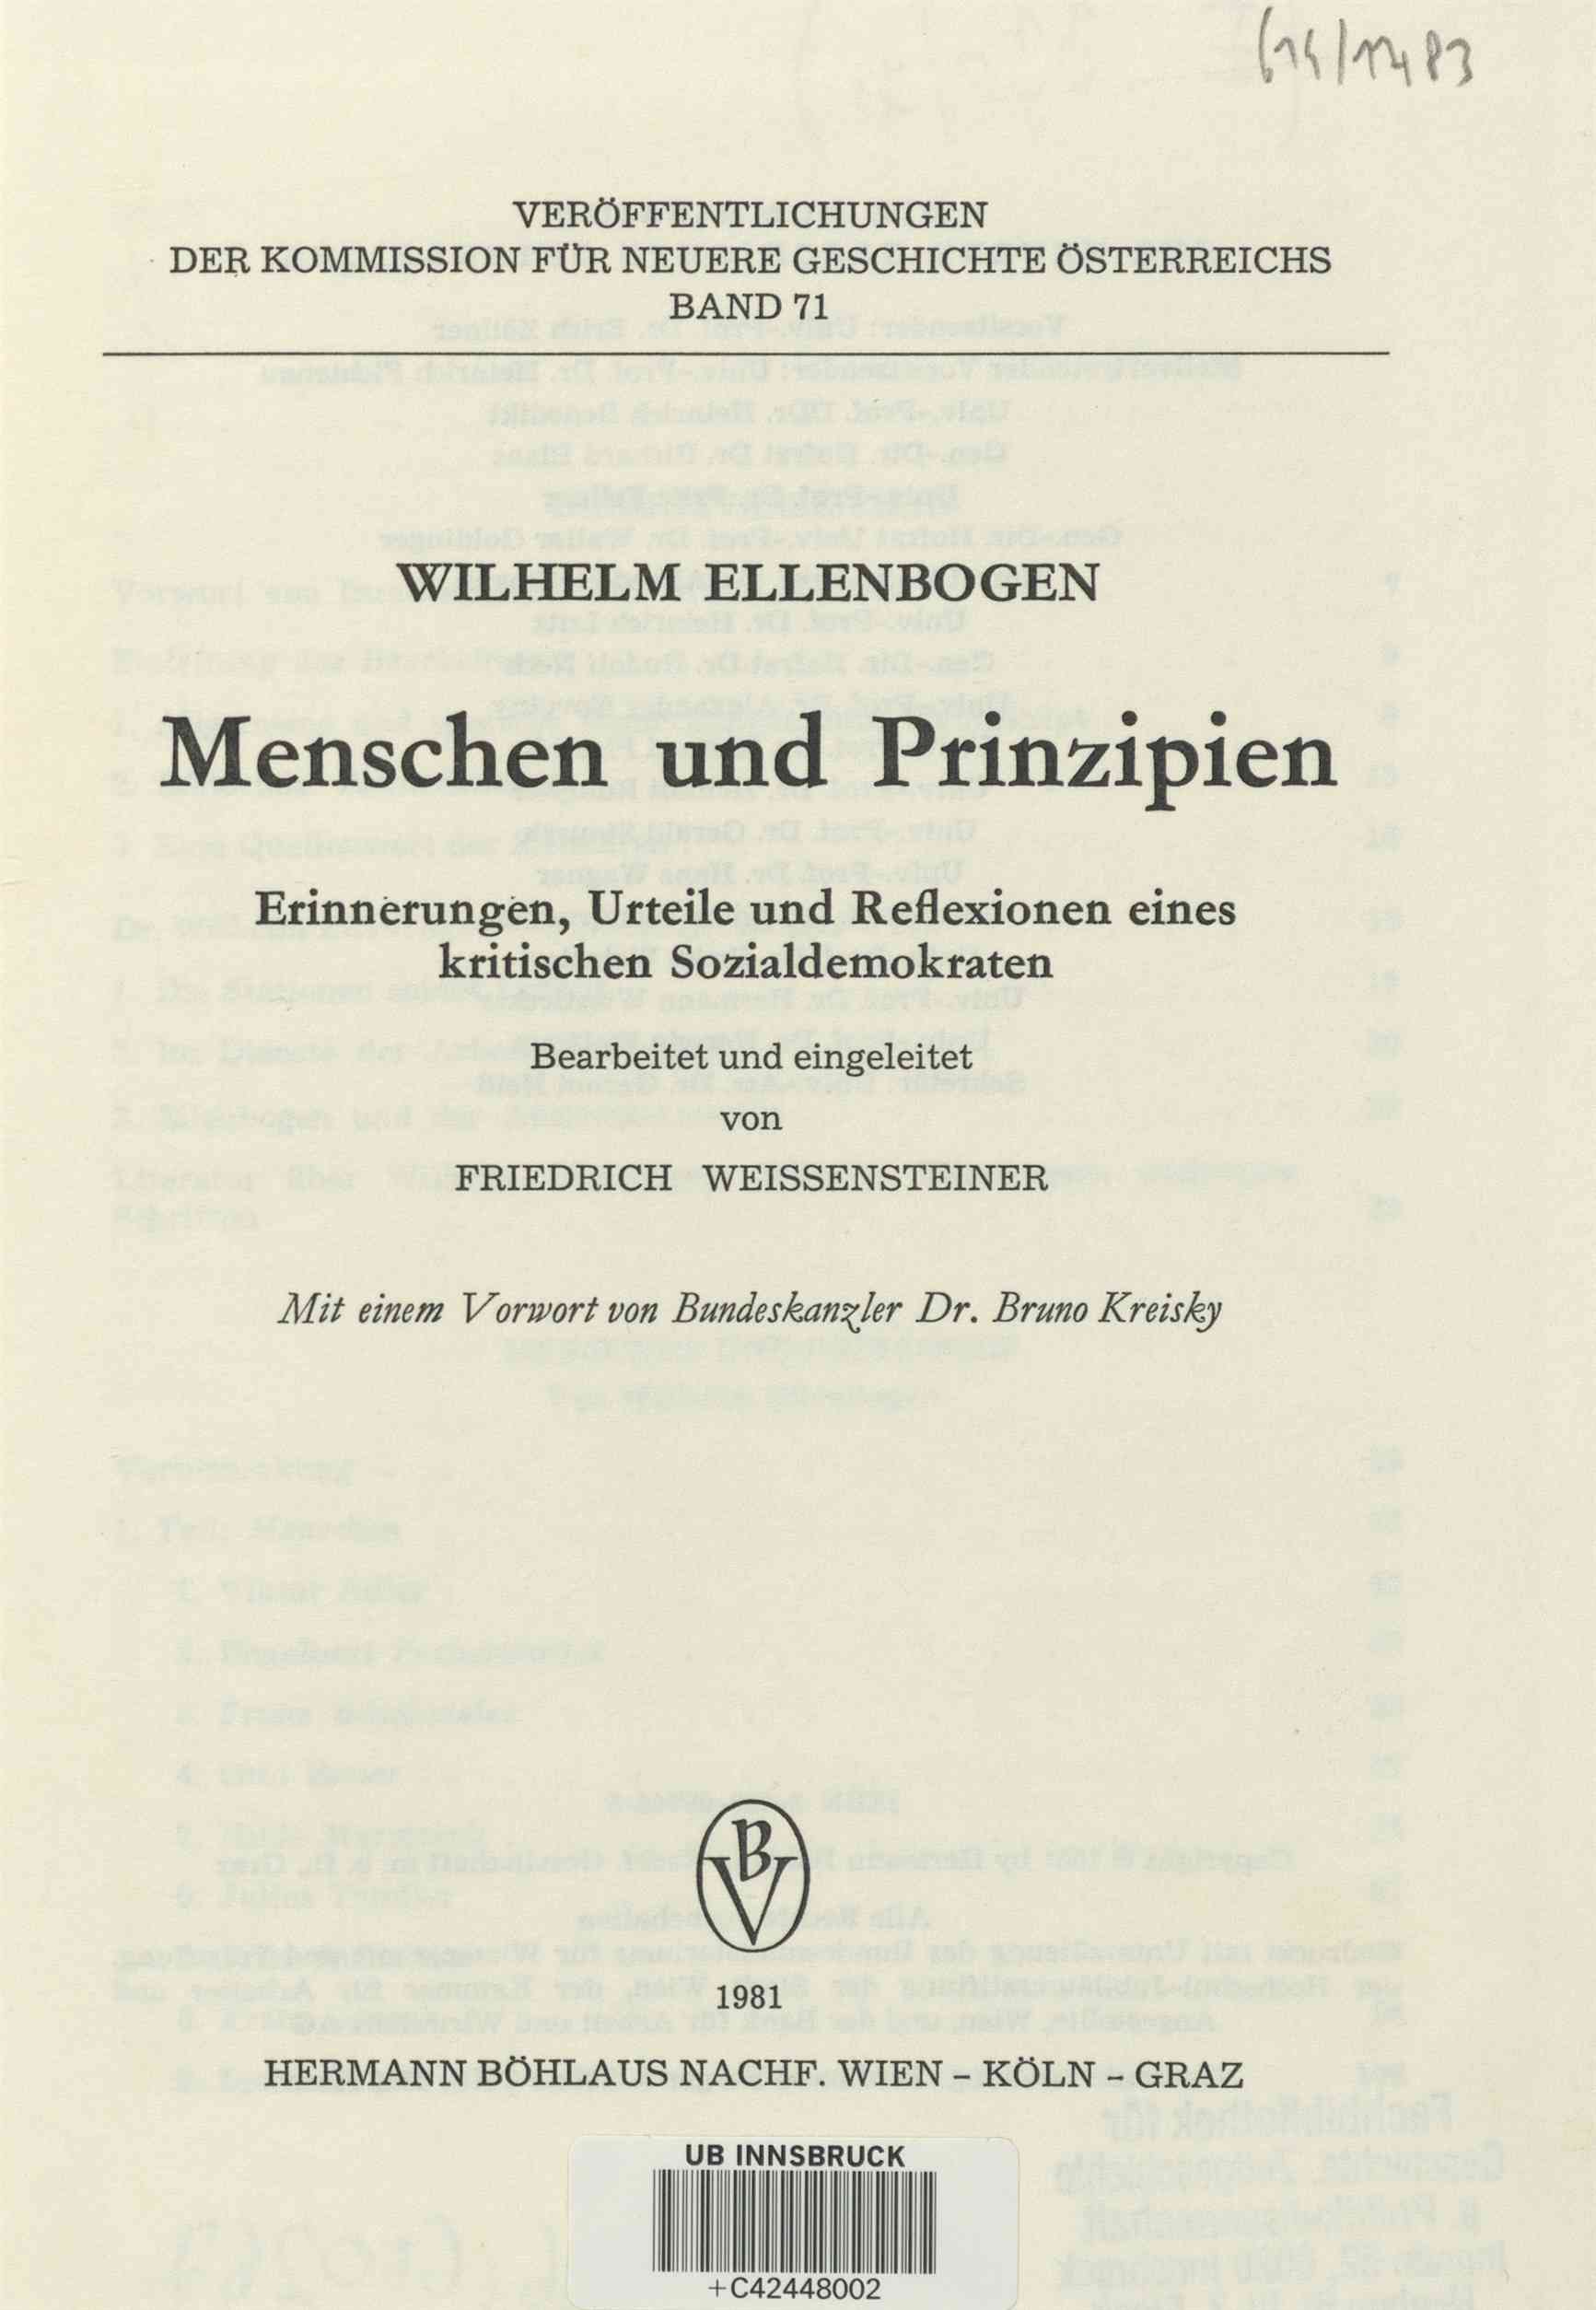 VERÖFFENTLICHUNGEN
DER KOMMISSION FÜR NEUERE GESCHICHTE ÖSTERREICHS
BAND 71
WILHELM ELLENBOGEN
Menschen und Prinzipien
Erinnerungen, Urteile und Reflexionen eines
kritischen Sozialdemokraten
Bearbeitet und eingeleitet
von
FRIEDRICH WEISSENSTEINER
Mit einem Vorwort von Bundeskanzler Dr. Bruno Kreisky
BV
1981
HERMANN BÖHLAUS NACHF. WIEN – KÖLN – GRAZ
UB INNSBRUCK
+C42448002